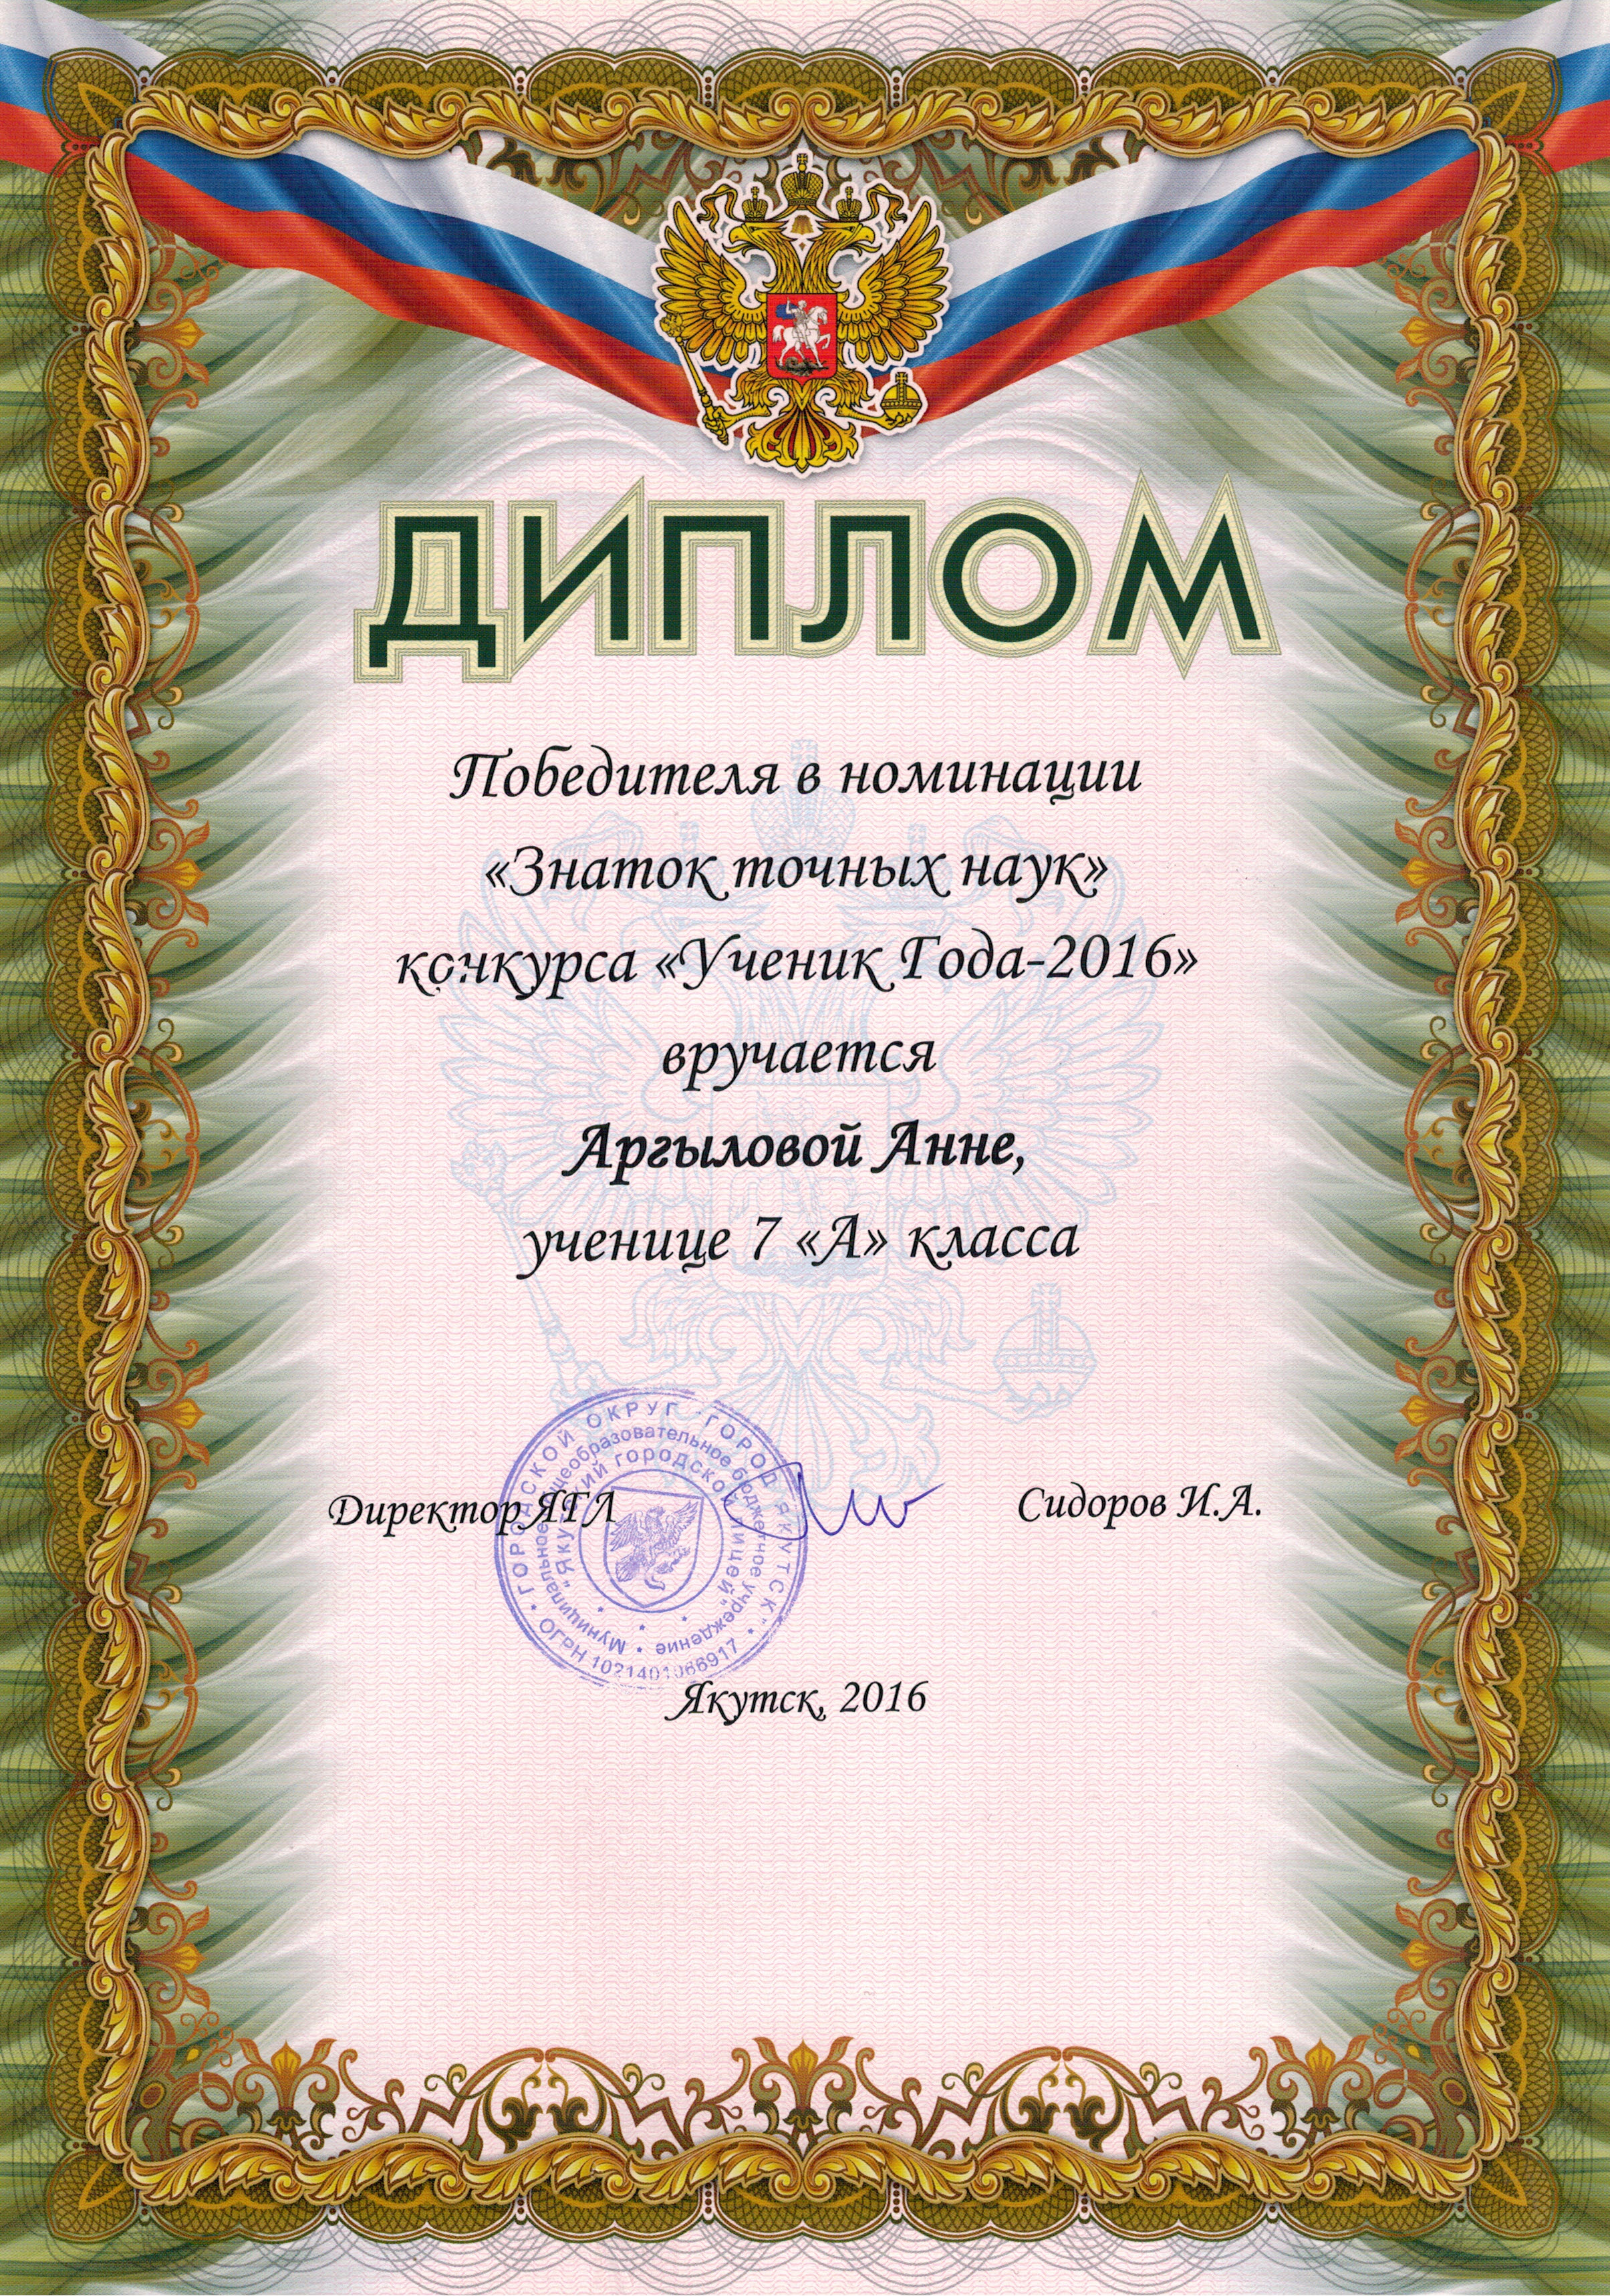 ДИПЛОМ
Победителя в номинации
«Знаток точных наук»
конкурса «Ученик Года-2016»
вручается
Аргыловой Анне,
ученице 7 «А» класса
Директор ЯГЛ
Сидоров И.А.
ГОРОДСКОЙ ОКРУГ "ГОРОД ЯКУТСК"
Муниципальное общеобразовательное бюджетное учреждение
"Якутский городской лицей"
ОГРН
Якутск, 2016